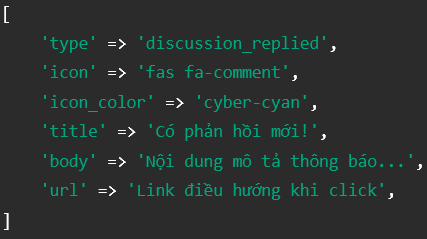 [
'type' => 'discussion_replied',
'icon' => 'fas fa-comment',
'icon_color' => 'cyber-cyan',
'title' => 'Có phản hồi mới!',
'body' => 'Nội dung mô tả thông báo...',
'url' => 'Link điều hướng khi click',
]